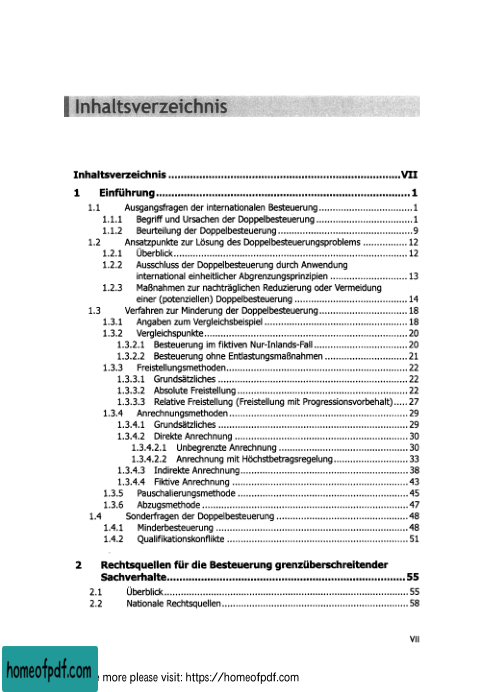 Inhaltsverzeichnis
Inhaltsverzeichnis ............................................................................VII
1 Einführung....................................................................................1
1.1 Ausgangsfragen der internationalen Besteuerung................................1
1.1.1 Begriff und Ursachen der Doppelbesteuerung.................................1
1.1.2 Beurteilung der Doppelbesteuerung..............................................9
1.2 Ansatzpunkte zur Lösung des Doppelbesteuerungsproblems ................12
1.2.1 Überblick................................................................................12
1.2.2 Ausschluss der Doppelbesteuerung durch Anwendung
international einheitlicher Abgrenzungsprinzipien ..........................13
1.2.3 Maßnahmen zur nachträglichen Reduzierung oder Vermeidung
einer (potenziellen) Doppelbesteuerung ......................................14
1.3 Verfahren zur Minderung der Doppelbesteuerung..............................18
1.3.1 Angaben zum Vergleichsbeispiel ................................................18
1.3.2 Vergleichspunkte......................................................................20
1.3.2.1 Besteuerung im fiktiven Nur-Inlands-Fall................................20
1.3.2.2 Besteuerung ohne Entlastungsmaßnahmen ............................21
1.3.3 Freistellungsmethoden..............................................................22
1.3.3.1 Grundsätzliches ..................................................................22
1.3.3.2 Absolute Freistellung............................................................22
1.3.3.3 Relative Freistellung (Freistellung mit Progressionsvorbehalt).....27
1.3.4 Anrechnungsmethoden.............................................................29
1.3.4.1 Grundsätzliches ..................................................................29
1.3.4.2 Direkte Anrechnung ............................................................30
1.3.4.2.1 Unbegrenzte Anrechnung ................................................30
1.3.4.2.2 Anrechnung mit Höchstbetragsregelung.............................33
1.3.4.3 Indirekte Anrechnung...........................................................38
1.3.4.4 Fiktive Anrechnung ..............................................................43
1.3.5 Pauschalierungsmethode ..........................................................45
1.3.6 Abzugsmethode .......................................................................47
1.4 Sonderfragen der Doppelbesteuerung ..............................................48
1.4.1 Minderbesteuerung ..................................................................48
1.4.2 Qualifikationskonflikte ..............................................................51
2 Rechtsquellen für die Besteuerung grenzüberschreitender
Sachverhalte................................................................................55
2.1 Überblick....................................................................................55
2.2 Nationale Rechtsquellen................................................................58
VII
homeofpdf.com
more please visit: https://homeofpdf.com